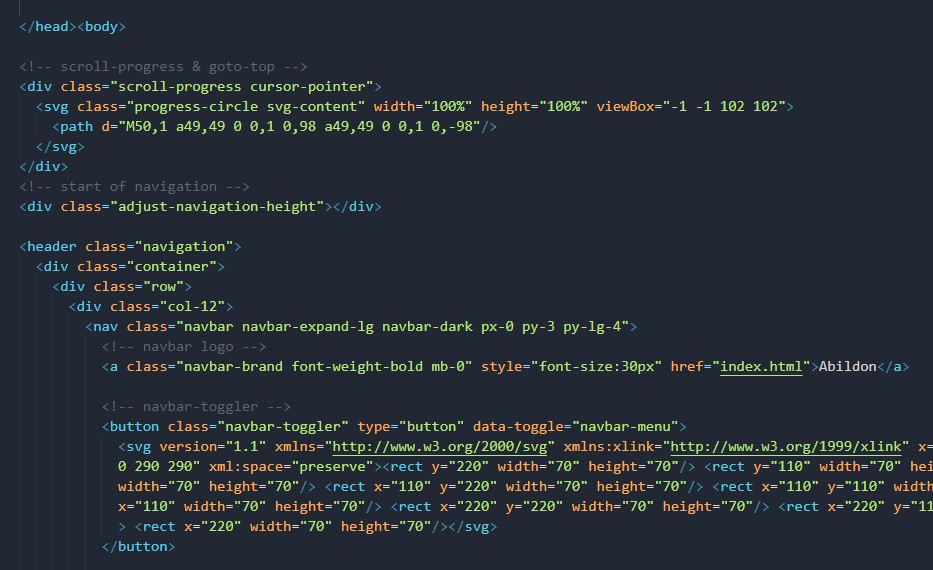 </head><body>
<!-- scroll-progress & goto-top -->
<div class="scroll-progress cursor-pointer">
<svg class="progress-circle svg-content" width="100%" height="100%" viewBox="-1 -1 102 102">
<path d="M50,1 a49,49 0 0,1 0,98 a49,49 0 0,1 0,-98"/>
</svg>
</div>
<!-- start of navigation -->
<div class="adjust-navigation-height"></div>
<header class="navigation">
<div class="container">
<div class="row">
<div class="col-12">
<nav class="navbar navbar-expand-lg navbar-dark px-0 py-3 py-lg-4">
<!-- navbar logo -->
<a class="navbar-brand font-weight-bold mb-0" style="font-size:30px" href="index.html">Abildon</a>
<!-- navbar-toggler -->
<button class="navbar-toggler" type="button" data-toggle="navbar-menu">
<svg version="1.1" xmlns="http://www.w3.org/2000/svg" xmlns:xlink="http://www.w3.org/1999/xlink" x=
0 290 290" xml:space="preserve"><rect y="220" width="70" height="70"/> <rect y="110" width="70" hei
width="70" height="70"/> <rect x="110" y="220" width="70" height="70"/> <rect x="110" y="110" width
x="110" width="70" height="70"/> <rect x="220" y="220" width="70" height="70"/> <rect x="220" y="11
> <rect x="220" width="70" height="70"/></svg>
</button>